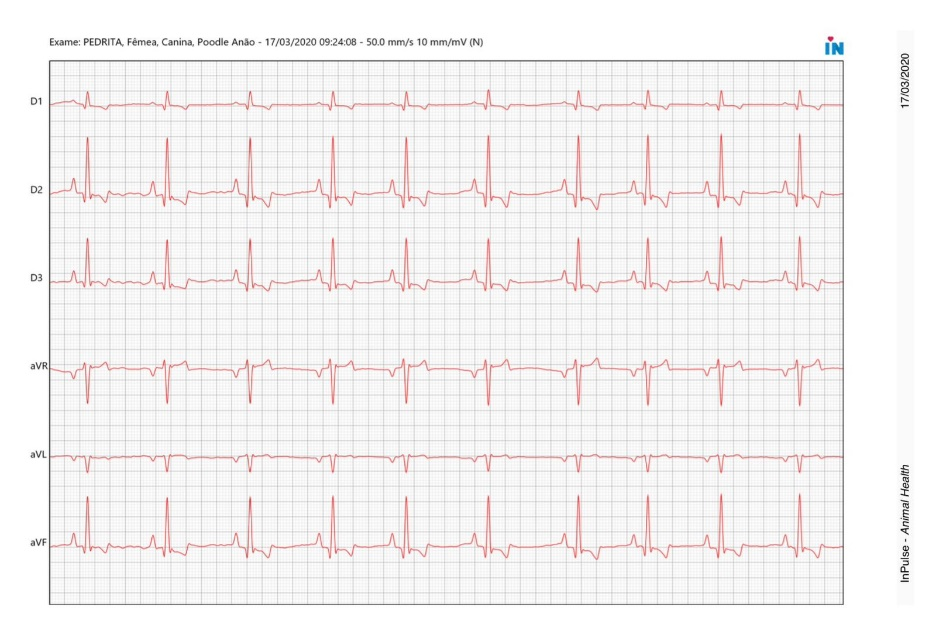 Exame: PEDRITA, Fêmea, Canina, Poodle Anão - 17/03/2020 09:24:08 - 50.0 mm/s 10 mm/mV (N)
iN
D1
D2
D3
aVR
aVL
aVF
17/03/2020
InPulse - Animal Health